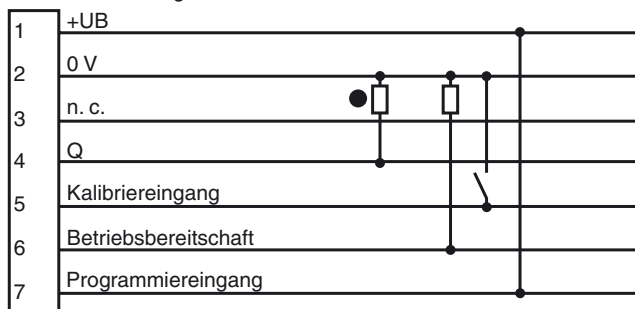 1 +UB
2 0 V
3 n. c.
4 Q
5 Kalibriereingang
6 Betriebsbereitschaft
7 Programmiereingang